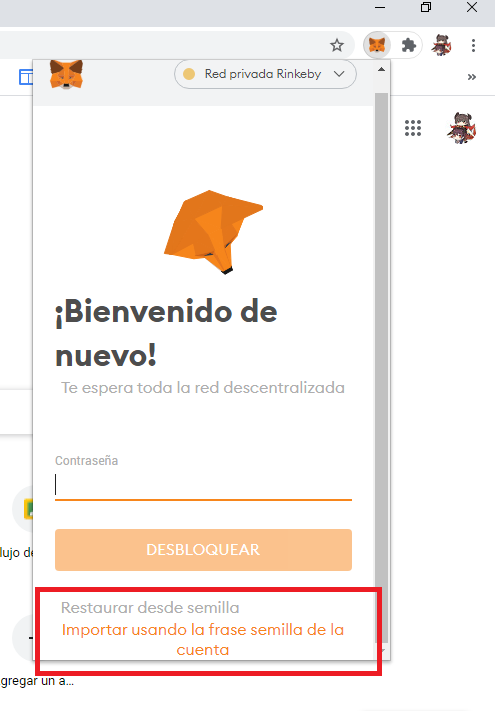 Red privada Rinkeby
»
¡Bienvenido de
nuevo!
Te espera toda la red descentralizada
Contraseña
DESBLOQUEAR
lujo de
Restaurar desde semilla
Importar usando la frase semilla de la
cuenta
gregar un a...